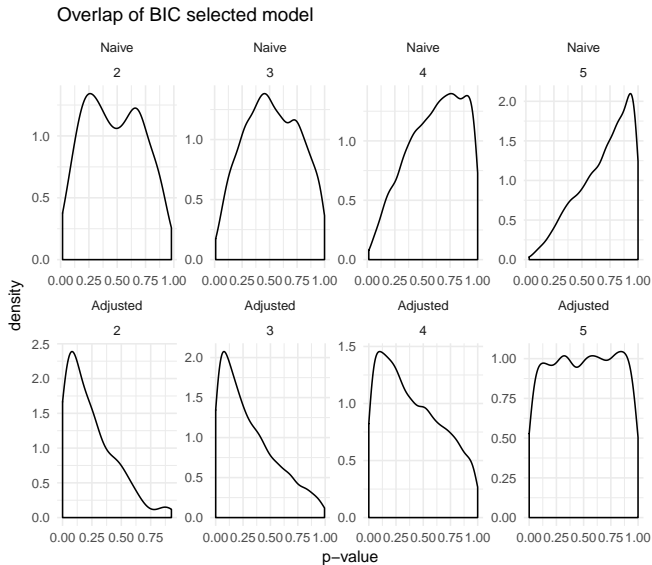 Overlap of BIC selected model
Naive Naive Naive Naive
2 3 4 5
1.0 1.0 1.0 2.0
1.5
0.5 0.5 0.5 1.0
0.5
0.0 0.0 0.0 0.0
0.00 0.25 0.50 0.75 1.00 0.00 0.25 0.50 0.75 1.00 0.00 0.25 0.50 0.75 1.00 0.00 0.25 0.50 0.75 1.00
density
Adjusted Adjusted Adjusted Adjusted
2 3 4 5
2.5 2.0 1.5 1.00
2.0 1.5 1.0 0.75
1.5 1.0 0.5 0.50
1.0 0.5 0.0 0.25
0.5 0.0 0.00
0.0
0.00 0.25 0.50 0.75 0.00 0.25 0.50 0.75 1.00 0.00 0.25 0.50 0.75 1.00 0.00 0.25 0.50 0.75 1.00
p−value